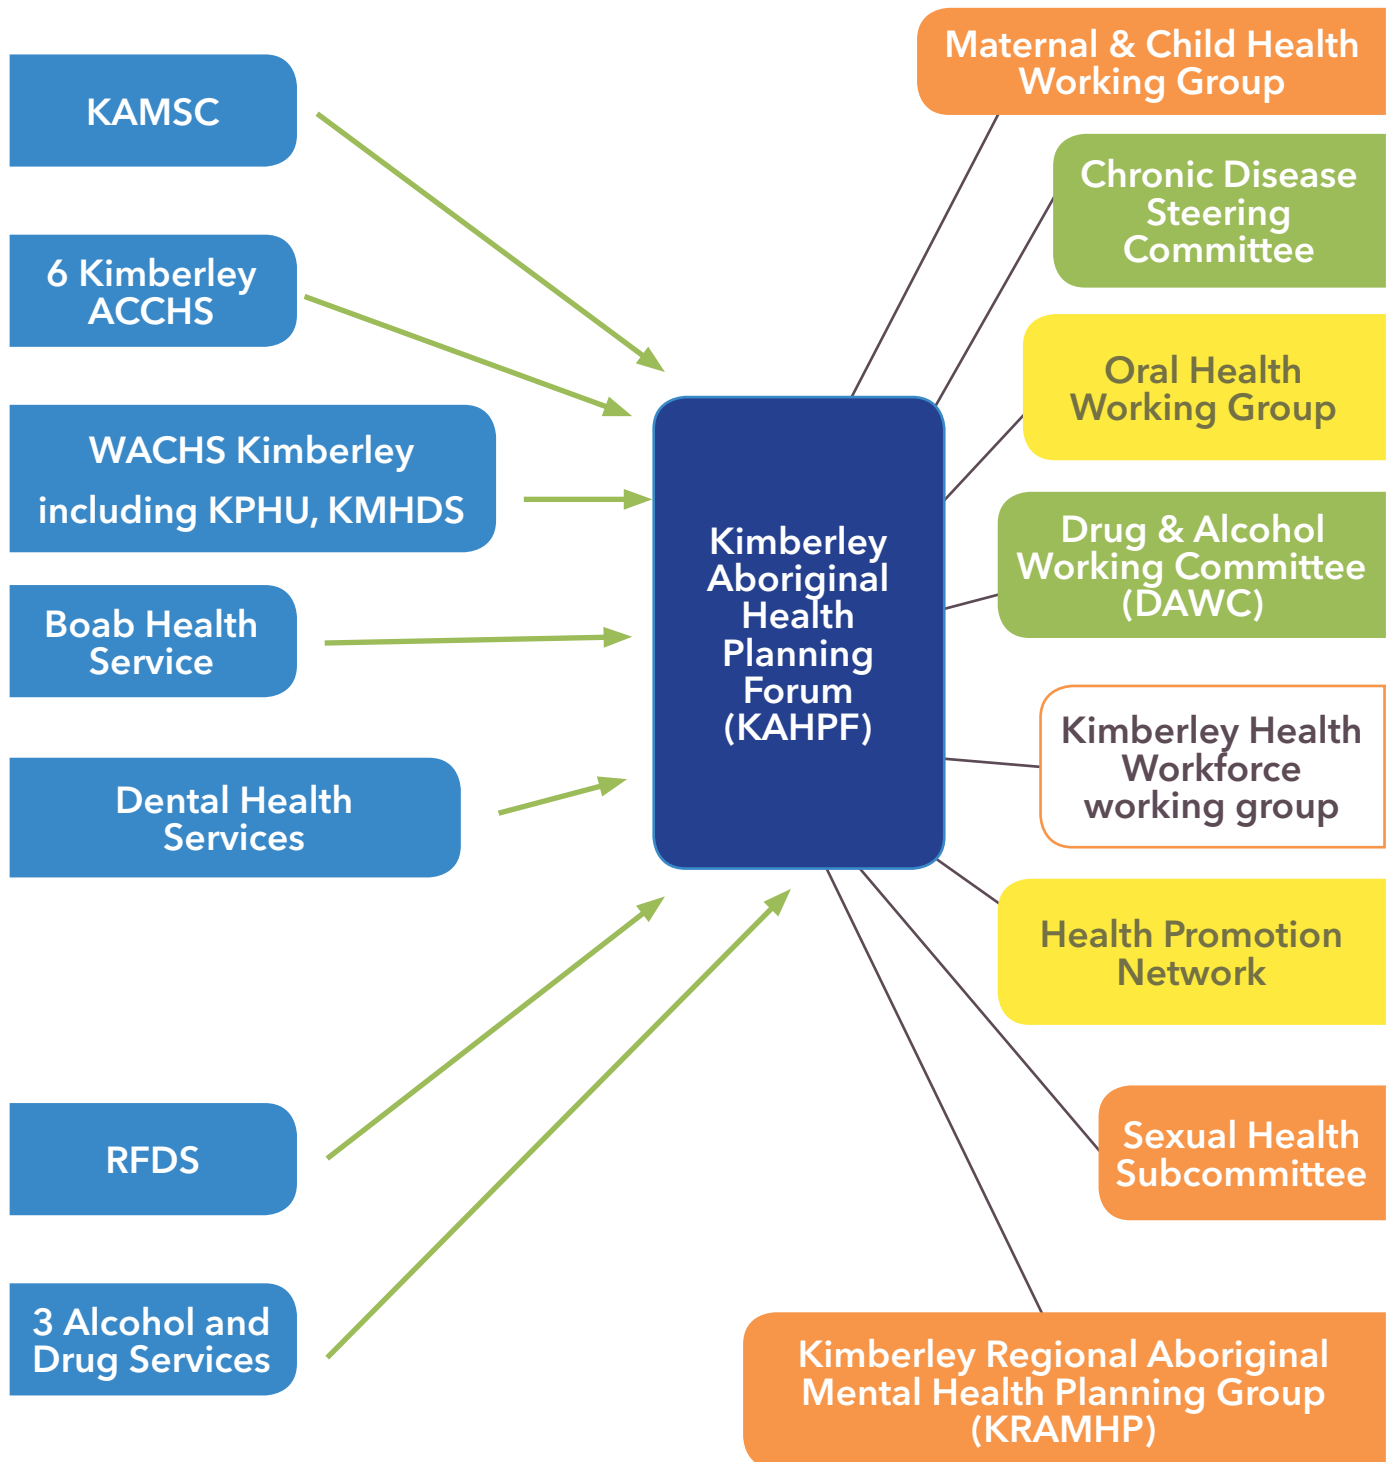 KAMSC
6 Kimberley
ACCHS
WACHS Kimberley
including KPHU, KMHDS
Boab Health
Service
Dental Health
Services
RFDS
3 Alcohol and
Drug Services
Kimberley
Aboriginal
Health
Planning
Forum
(KAHPF)
Maternal & Child Health
Working Group
Chronic Disease
Steering
Committee
Oral Health
Working Group
Drug & Alcohol
Working Committee
(DAWC)
Kimberley Health
Workforce
working group
Health Promotion
Network
Sexual Health
Subcommittee
Kimberley Regional Aboriginal
Mental Health Planning Group
(KRAMHP)